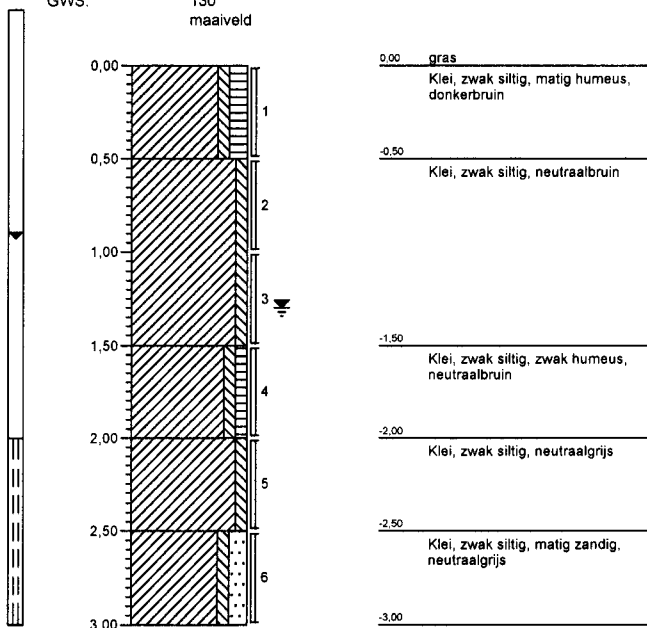 GWS: 130
maaiveld
0,00
0,50
1,00
1,50
2,00
2,50
3,00
1
2
3
4
5
6
0,00 gras
Klei, zwak siltig, matig humeus,
donkerbruin
-0,50
Klei, zwak siltig, neutraalbruin
-1,50
Klei, zwak siltig, zwak humeus,
neutraalbruin
-2,00
Klei, zwak siltig, neutraalgrijs
-2,50
Klei, zwak siltig, matig zandig,
neutraalgrijs
-3,00